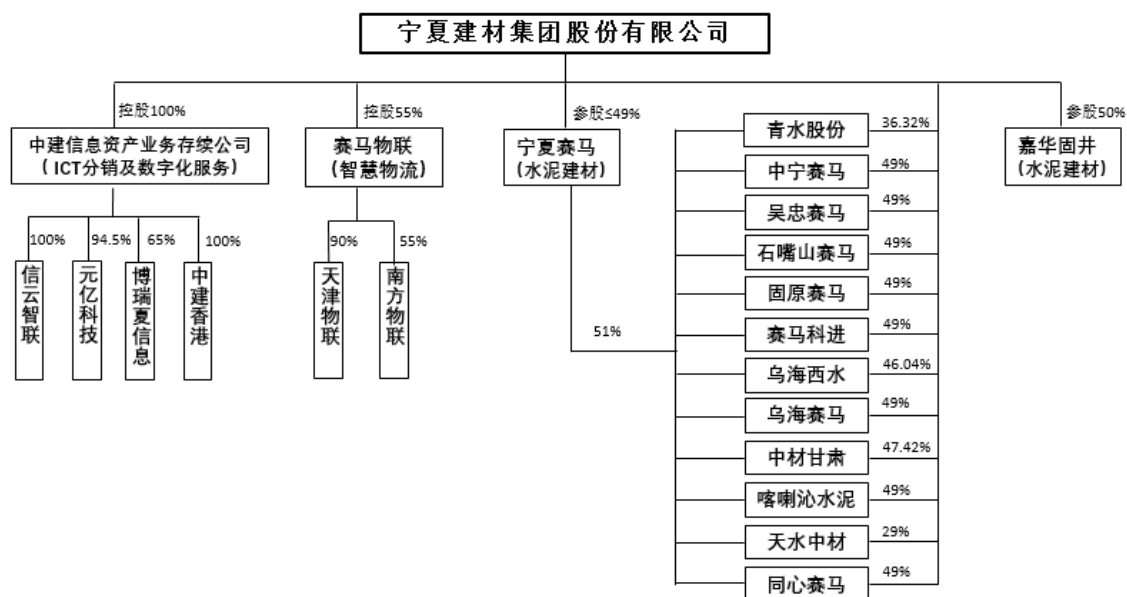 宁夏建材集团股份有限公司
控股100%
控股55%
参股≤49%
参股50%
中建信息资产业务存续公司
（ICT分销及数字化服务）
赛马物联
（智慧物流）
宁夏赛马
（水泥建材）
嘉华固井
（水泥建材）
100%
94.5%
65%
100%
信云智联
元亿科技
博瑞夏信息
中建香港
90%
55%
天津物联
南方物联
51%
青水股份
36.32%
中宁赛马
49%
吴忠赛马
49%
石嘴山赛马
49%
固原赛马
49%
赛马科进
49%
乌海西水
46.04%
乌海赛马
49%
中材甘肃
47.42%
喀喇沁水泥
49%
天水中材
29%
同心赛马
49%